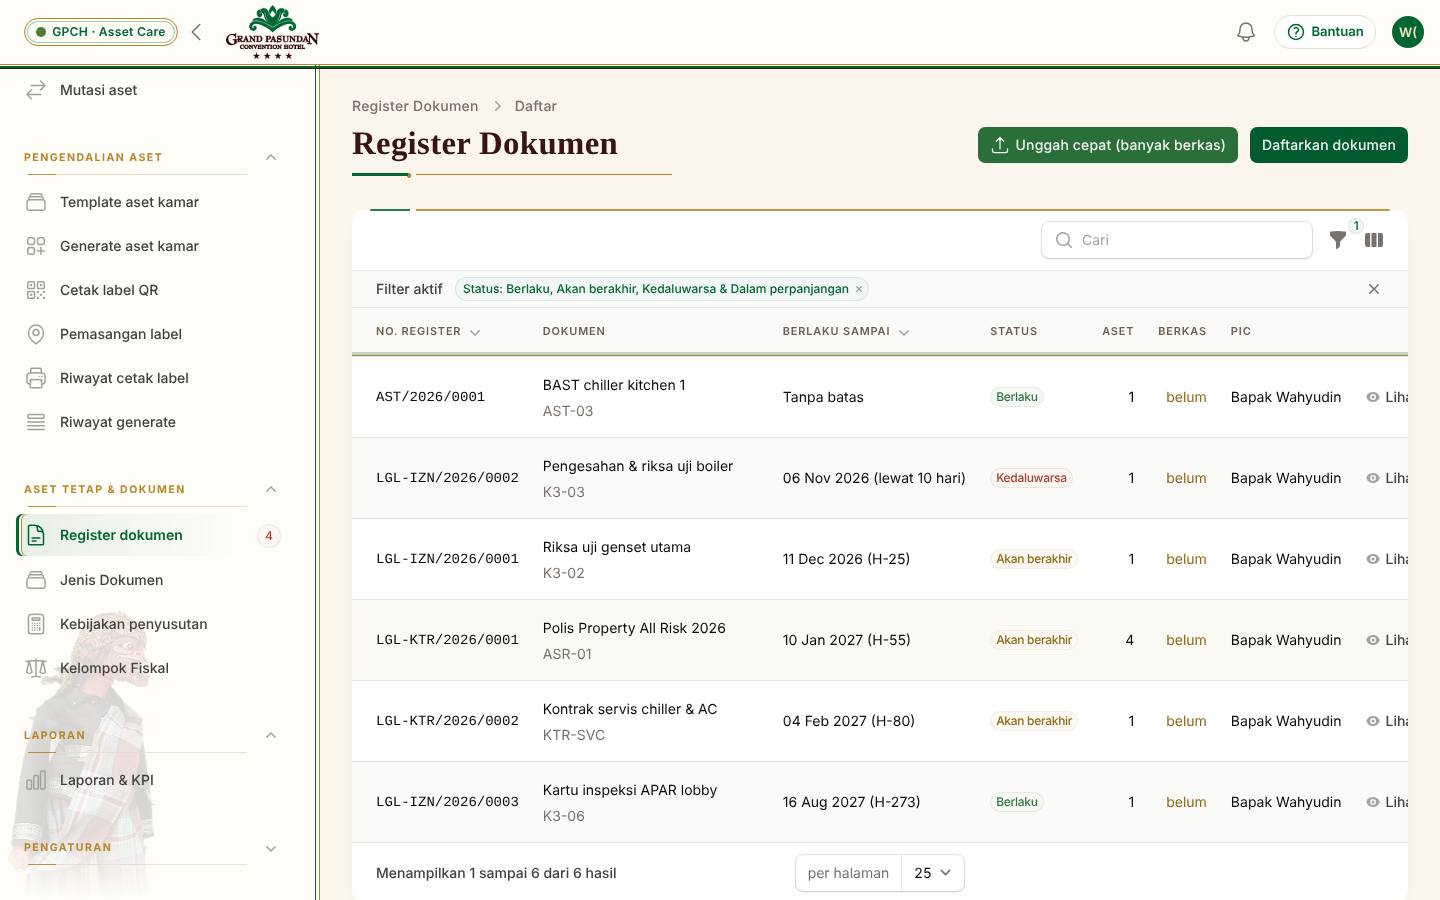 GPCH · Asset Care
GRAND PASUNDAN
CONVENTION HOTEL
Bantuan
W(
Mutasi aset
PENGENDALIAN ASET
Template aset kamar
Generate aset kamar
Cetak label QR
Pemasangan label
Riwayat cetak label
Riwayat generate
ASET TETAP & DOKUMEN
Register dokumen 4
Jenis Dokumen
Kebijakan penyusutan
Kelompok Fiskal
LAPORAN
Laporan & KPI
PENGATURAN
Register Dokumen > Daftar
Register Dokumen
Unggah cepat (banyak berkas)
Daftarkan dokumen
Cari
1
Filter aktif Status: Berlaku, Akan berakhir, Kedaluwarsa & Dalam perpanjangan ×
NO. REGISTER DOKUMEN BERLAKU SAMPAI STATUS ASET BERKAS PIC
AST/2026/0001 BAST chiller kitchen 1 Tanpa batas Berlaku 1 belum Bapak Wahyudin Liha
AST-03
LGL-IZN/2026/0002 Pengesahan & riksa uji boiler 06 Nov 2026 (lewat 10 hari) Kedaluwarsa 1 belum Bapak Wahyudin Liha
K3-03
LGL-IZN/2026/0001 Riksa uji genset utama 11 Dec 2026 (H-25) Akan berakhir 1 belum Bapak Wahyudin Liha
K3-02
LGL-KTR/2026/0001 Polis Property All Risk 2026 10 Jan 2027 (H-55) Akan berakhir 4 belum Bapak Wahyudin Liha
ASR-01
LGL-KTR/2026/0002 Kontrak servis chiller & AC 04 Feb 2027 (H-80) Akan berakhir 1 belum Bapak Wahyudin Liha
KTR-SVC
LGL-IZN/2026/0003 Kartu inspeksi APAR lobby 16 Aug 2027 (H-273) Berlaku 1 belum Bapak Wahyudin Liha
K3-06
Menampilkan 1 sampai 6 dari 6 hasil
per halaman 25